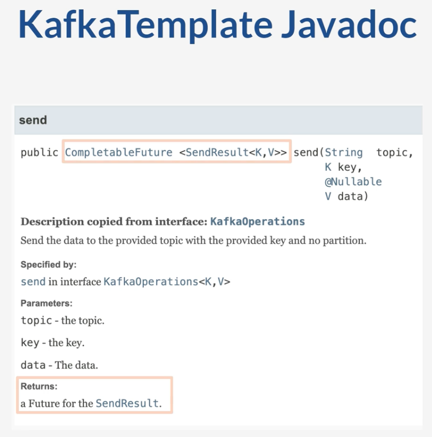 KafkaTemplate Javadoc
send
public CompletableFuture <SendResult<K,V>> send(String topic,
K key,
@Nullable
V data)
Description copied from interface: KafkaOperations
Send the data to the provided topic with the provided key and no partition.
Specified by:
send in interface KafkaOperations<K,V>
Parameters:
topic - the topic.
key - the key.
data - The data.
Returns:
a Future for the SendResult.